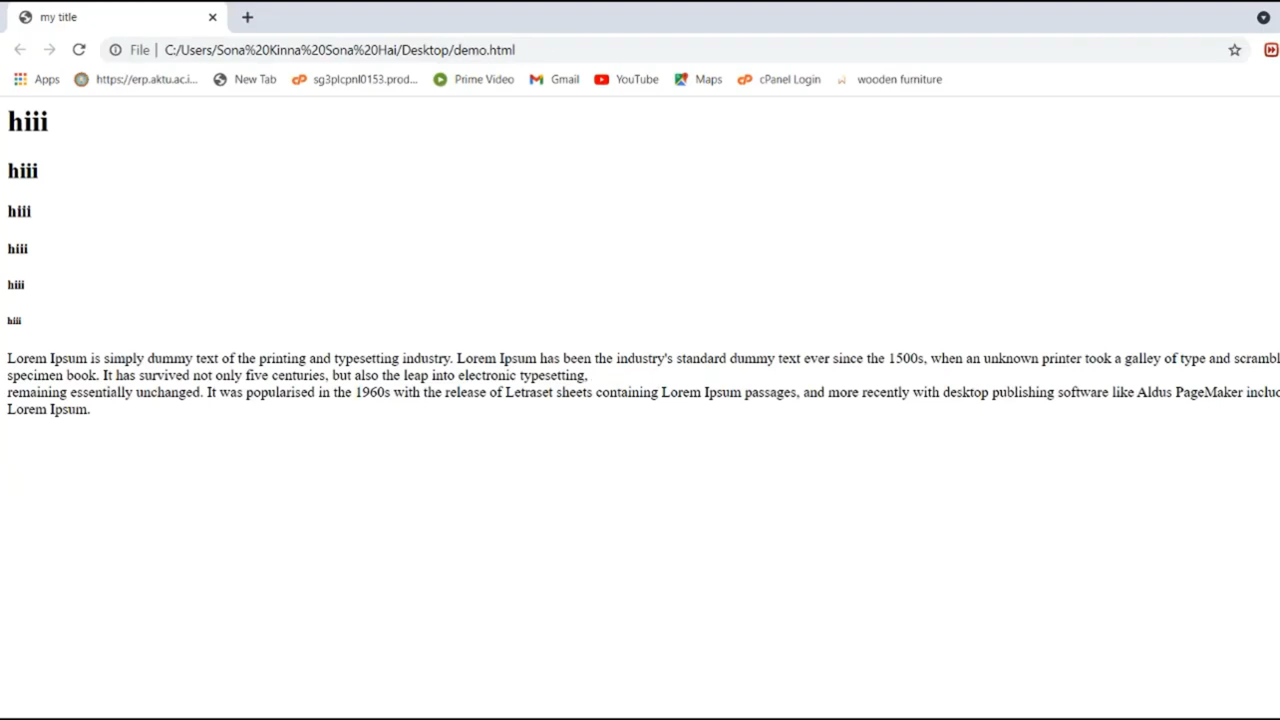 my title
File | C:/Users/Sona%20Kinna%20Sona%20Hai/Desktop/demo.html
Apps https://erp.aktu.ac.i... New Tab sg3plcpnl0153.prod... Prime Video Gmail YouTube Maps cPanel Login wooden furniture
hiii
hiii
hiii
hiii
hiii
hiii
Lorem Ipsum is simply dummy text of the printing and typesetting industry. Lorem Ipsum has been the industry's standard dummy text ever since the 1500s, when an unknown printer took a galley of type and scrambl
specimen book. It has survived not only five centuries, but also the leap into electronic typesetting,
remaining essentially unchanged. It was popularised in the 1960s with the release of Letraset sheets containing Lorem Ipsum passages, and more recently with desktop publishing software like Aldus PageMaker inclu
Lorem Ipsum.